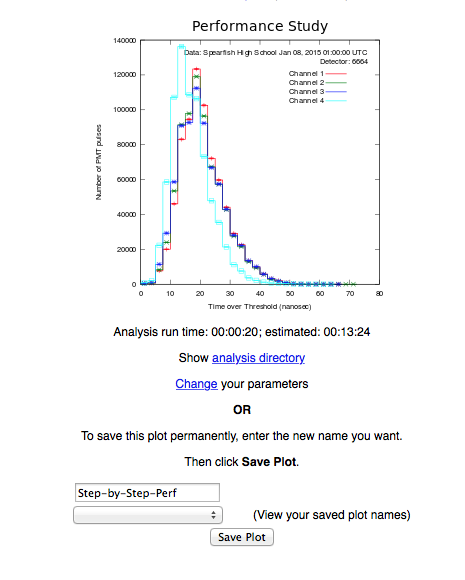 Performance Study
Data: Spearfish High School Jan 08, 2015 01:00:00 UTC
Detector: 6664
Channel 1
Channel 2
Channel 3
Channel 4
Number of PMT pulses
140000
120000
100000
80000
60000
40000
20000
0
0 10 20 30 40 50 60 70 80
Time over Threshold (nanosec)
Analysis run time: 00:00:20; estimated: 00:13:24
Show analysis directory
Change your parameters
OR
To save this plot permanently, enter the new name you want.
Then click Save Plot.
Step-by-Step-Perf
(View your saved plot names)
Save Plot